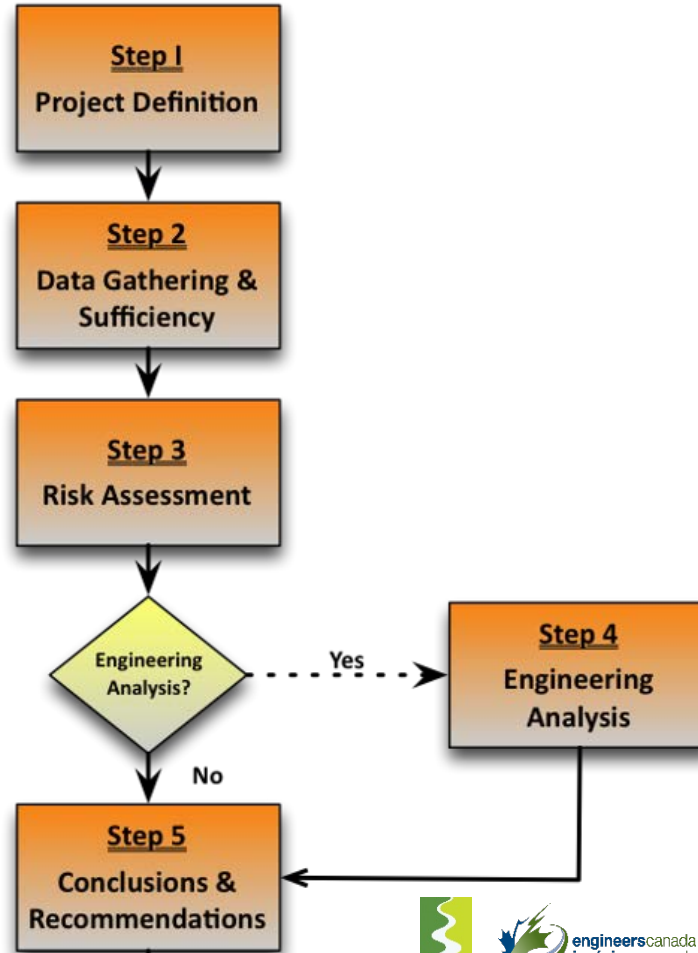 Step I
Project Definition
Step 2
Data Gathering &
Sufficiency
Step 3
Risk Assessment
Engineering
Analysis?
Yes
Step 4
Engineering
Analysis
No
Step 5
Conclusions &
Recommendations
engineerscanada